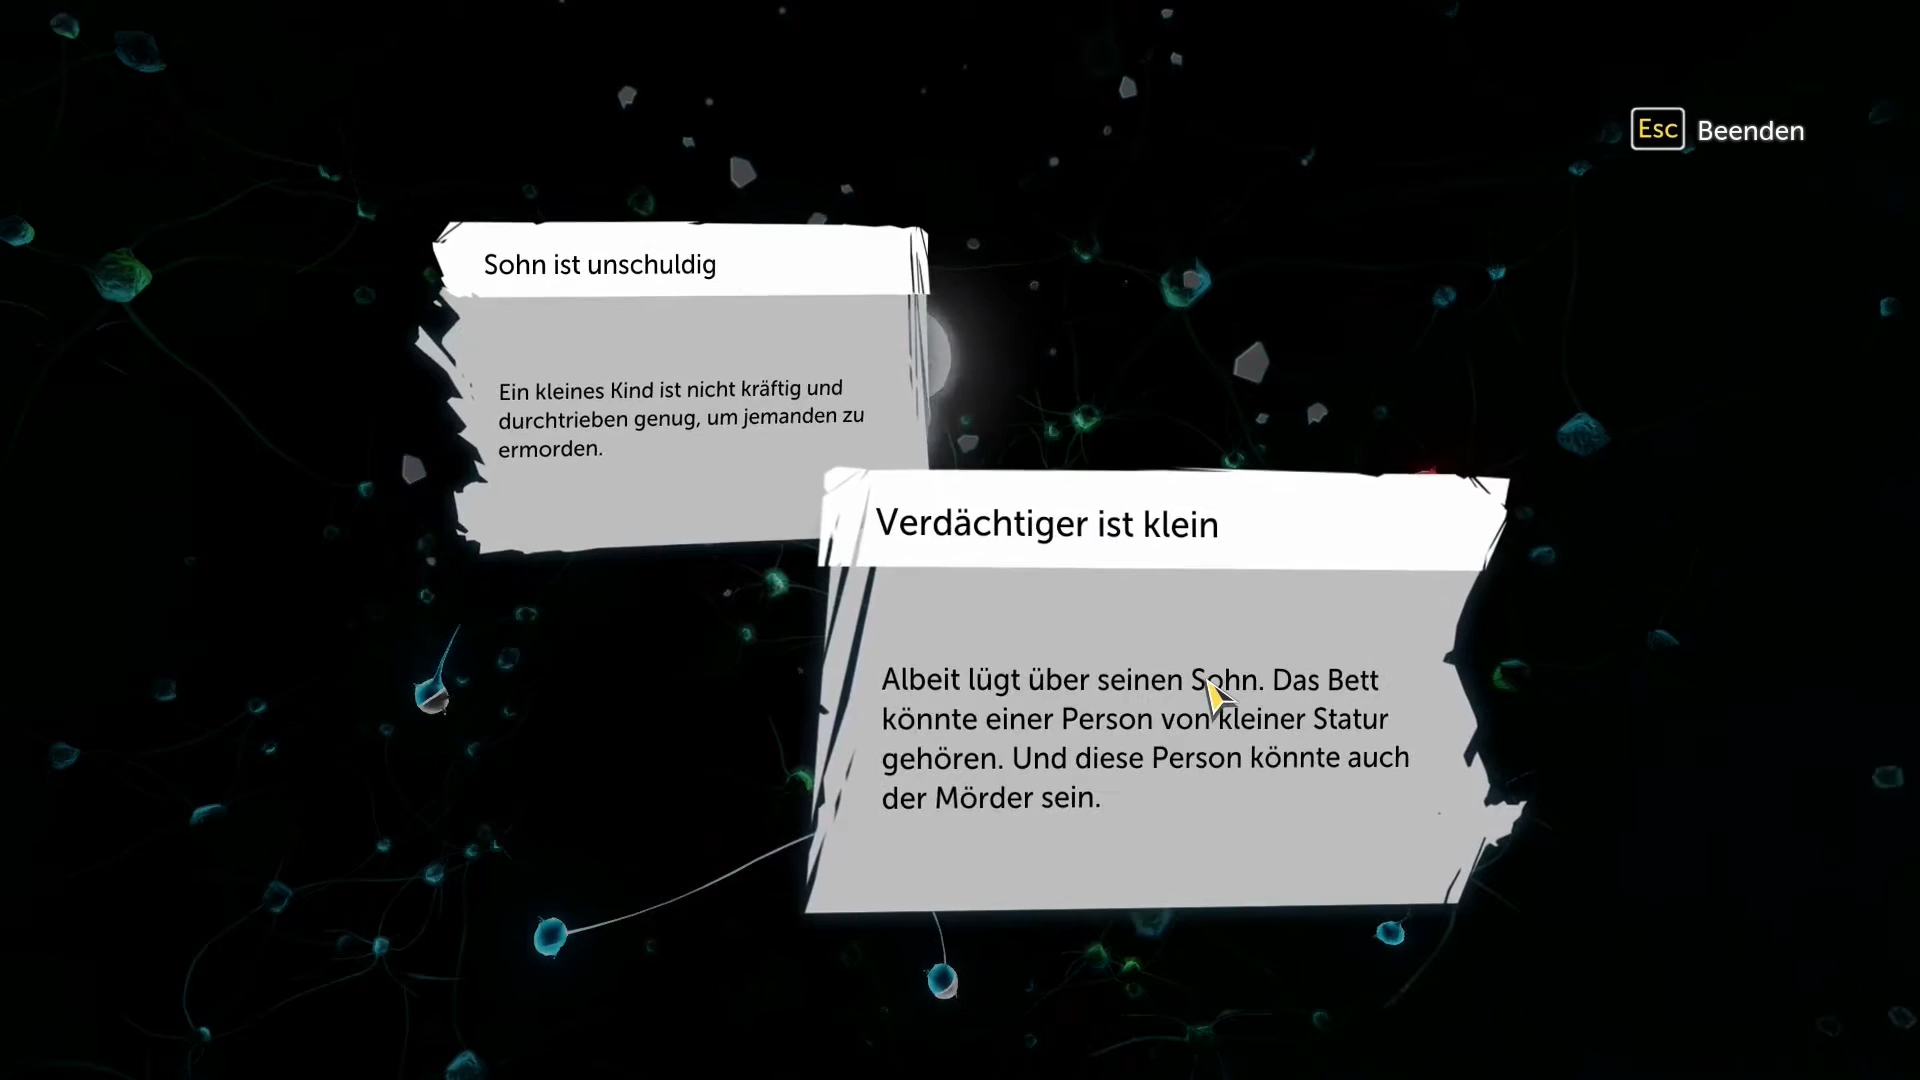 Esc Beenden
Sohn ist unschuldig
Ein kleines Kind ist nicht kräftig und
durchtrieben genug, um jemanden zu
ermorden.
Verdächtiger ist klein
Albeit lügt über seinen Sohn. Das Bett
könnte einer Person von kleiner Statur
gehören. Und diese Person könnte auch
der Mörder sein.